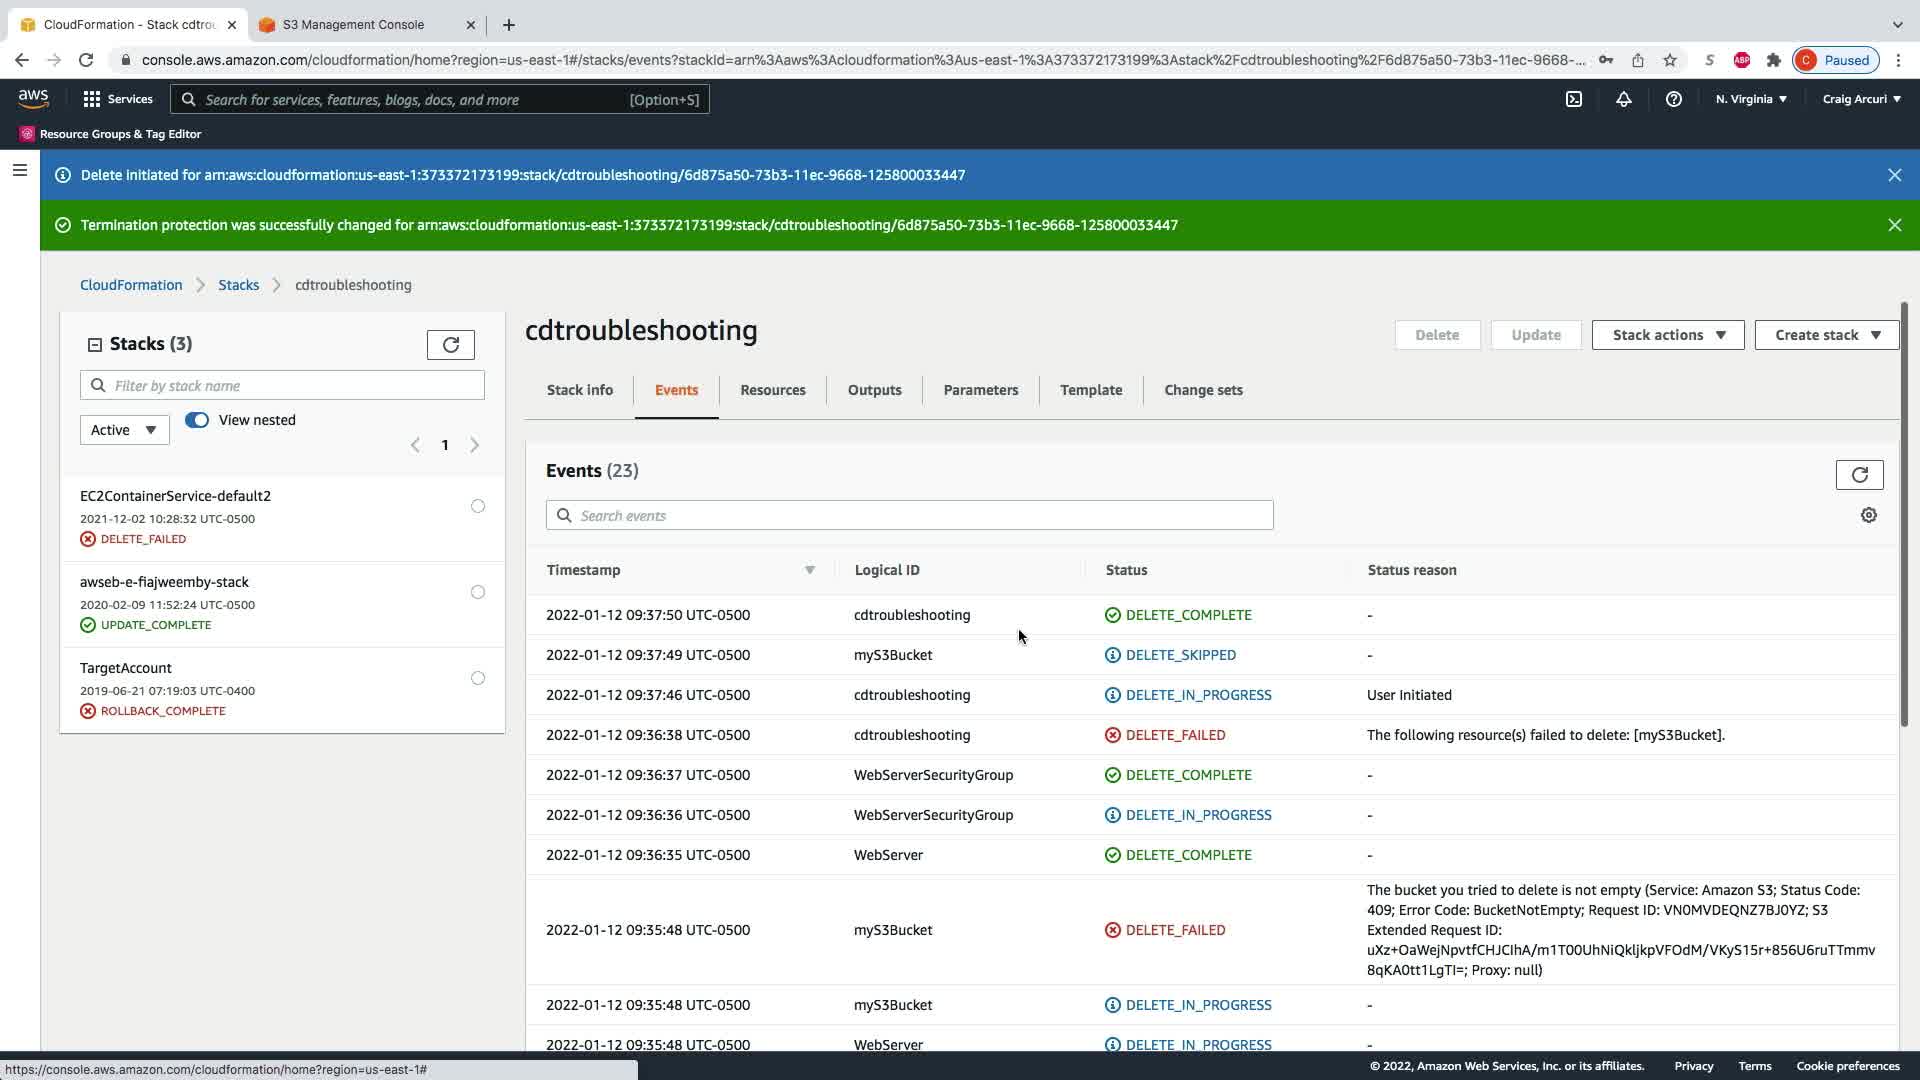 CloudFormation - Stack cdtrou
S3 Management Console
console.aws.amazon.com/cloudformation/home?region=us-east-1#/stacks/events?stackId=arn%3Aaws%3Acloudformation%3Aus-east-1%3A373372173199%3Astack%2Fcdtroubleshooting%2F6d875a50-73b3-11ec-9668-...
S
ABP
C
Paused
aws
Services
Search for services, features, blogs, docs, and more
[Option+S]
N. Virginia
Craig Arcuri
Resource Groups & Tag Editor
Delete initiated for arn:aws:cloudformation:us-east-1:373372173199:stack/cdtroubleshooting/6d875a50-73b3-11ec-9668-125800033447
Termination protection was successfully changed for arn:aws:cloudformation:us-east-1:373372173199:stack/cdtroubleshooting/6d875a50-73b3-11ec-9668-125800033447
CloudFormation
Stacks
cdtroubleshooting
Stacks (3)
Filter by stack name
Active
View nested
1
EC2ContainerService-default2
2021-12-02 10:28:32 UTC-0500
DELETE_FAILED
awseb-e-fiajweemby-stack
2020-02-09 11:52:24 UTC-0500
UPDATE_COMPLETE
TargetAccount
2019-06-21 07:19:03 UTC-0400
ROLLBACK_COMPLETE
cdtroubleshooting
Delete
Update
Stack actions
Create stack
Stack info
Events
Resources
Outputs
Parameters
Template
Change sets
Events (23)
Search events
Timestamp Logical ID Status Status reason
2022-01-12 09:37:50 UTC-0500 cdtroubleshooting DELETE_COMPLETE -
2022-01-12 09:37:49 UTC-0500 myS3Bucket DELETE_SKIPPED -
2022-01-12 09:37:46 UTC-0500 cdtroubleshooting DELETE_IN_PROGRESS User Initiated
2022-01-12 09:36:38 UTC-0500 cdtroubleshooting DELETE_FAILED The following resource(s) failed to delete: [myS3Bucket].
2022-01-12 09:36:37 UTC-0500 WebServerSecurityGroup DELETE_COMPLETE -
2022-01-12 09:36:36 UTC-0500 WebServerSecurityGroup DELETE_IN_PROGRESS -
2022-01-12 09:36:35 UTC-0500 WebServer DELETE_COMPLETE -
2022-01-12 09:35:48 UTC-0500 myS3Bucket DELETE_FAILED
The bucket you tried to delete is not empty (Service: Amazon S3; Status Code:
409; Error Code: BucketNotEmpty; Request ID: VN0MVDEQNZ7BJ0YZ; S3
Extended Request ID:
uXz+OaWejNpvtfCHJCIhA/m1T00UhNiQkljkpVFOdM/VKyS15r+856U6ruTTmmv
8qKA0tt1LgTI=; Proxy: null)
2022-01-12 09:35:48 UTC-0500 myS3Bucket DELETE_IN_PROGRESS -
2022-01-12 09:35:48 UTC-0500 WebServer DELETE_IN_PROGRESS -
https://console.aws.amazon.com/cloudformation/home?region=us-east-1#
© 2022, Amazon Web Services, Inc. or its affiliates.
Privacy
Terms
Cookie preferences